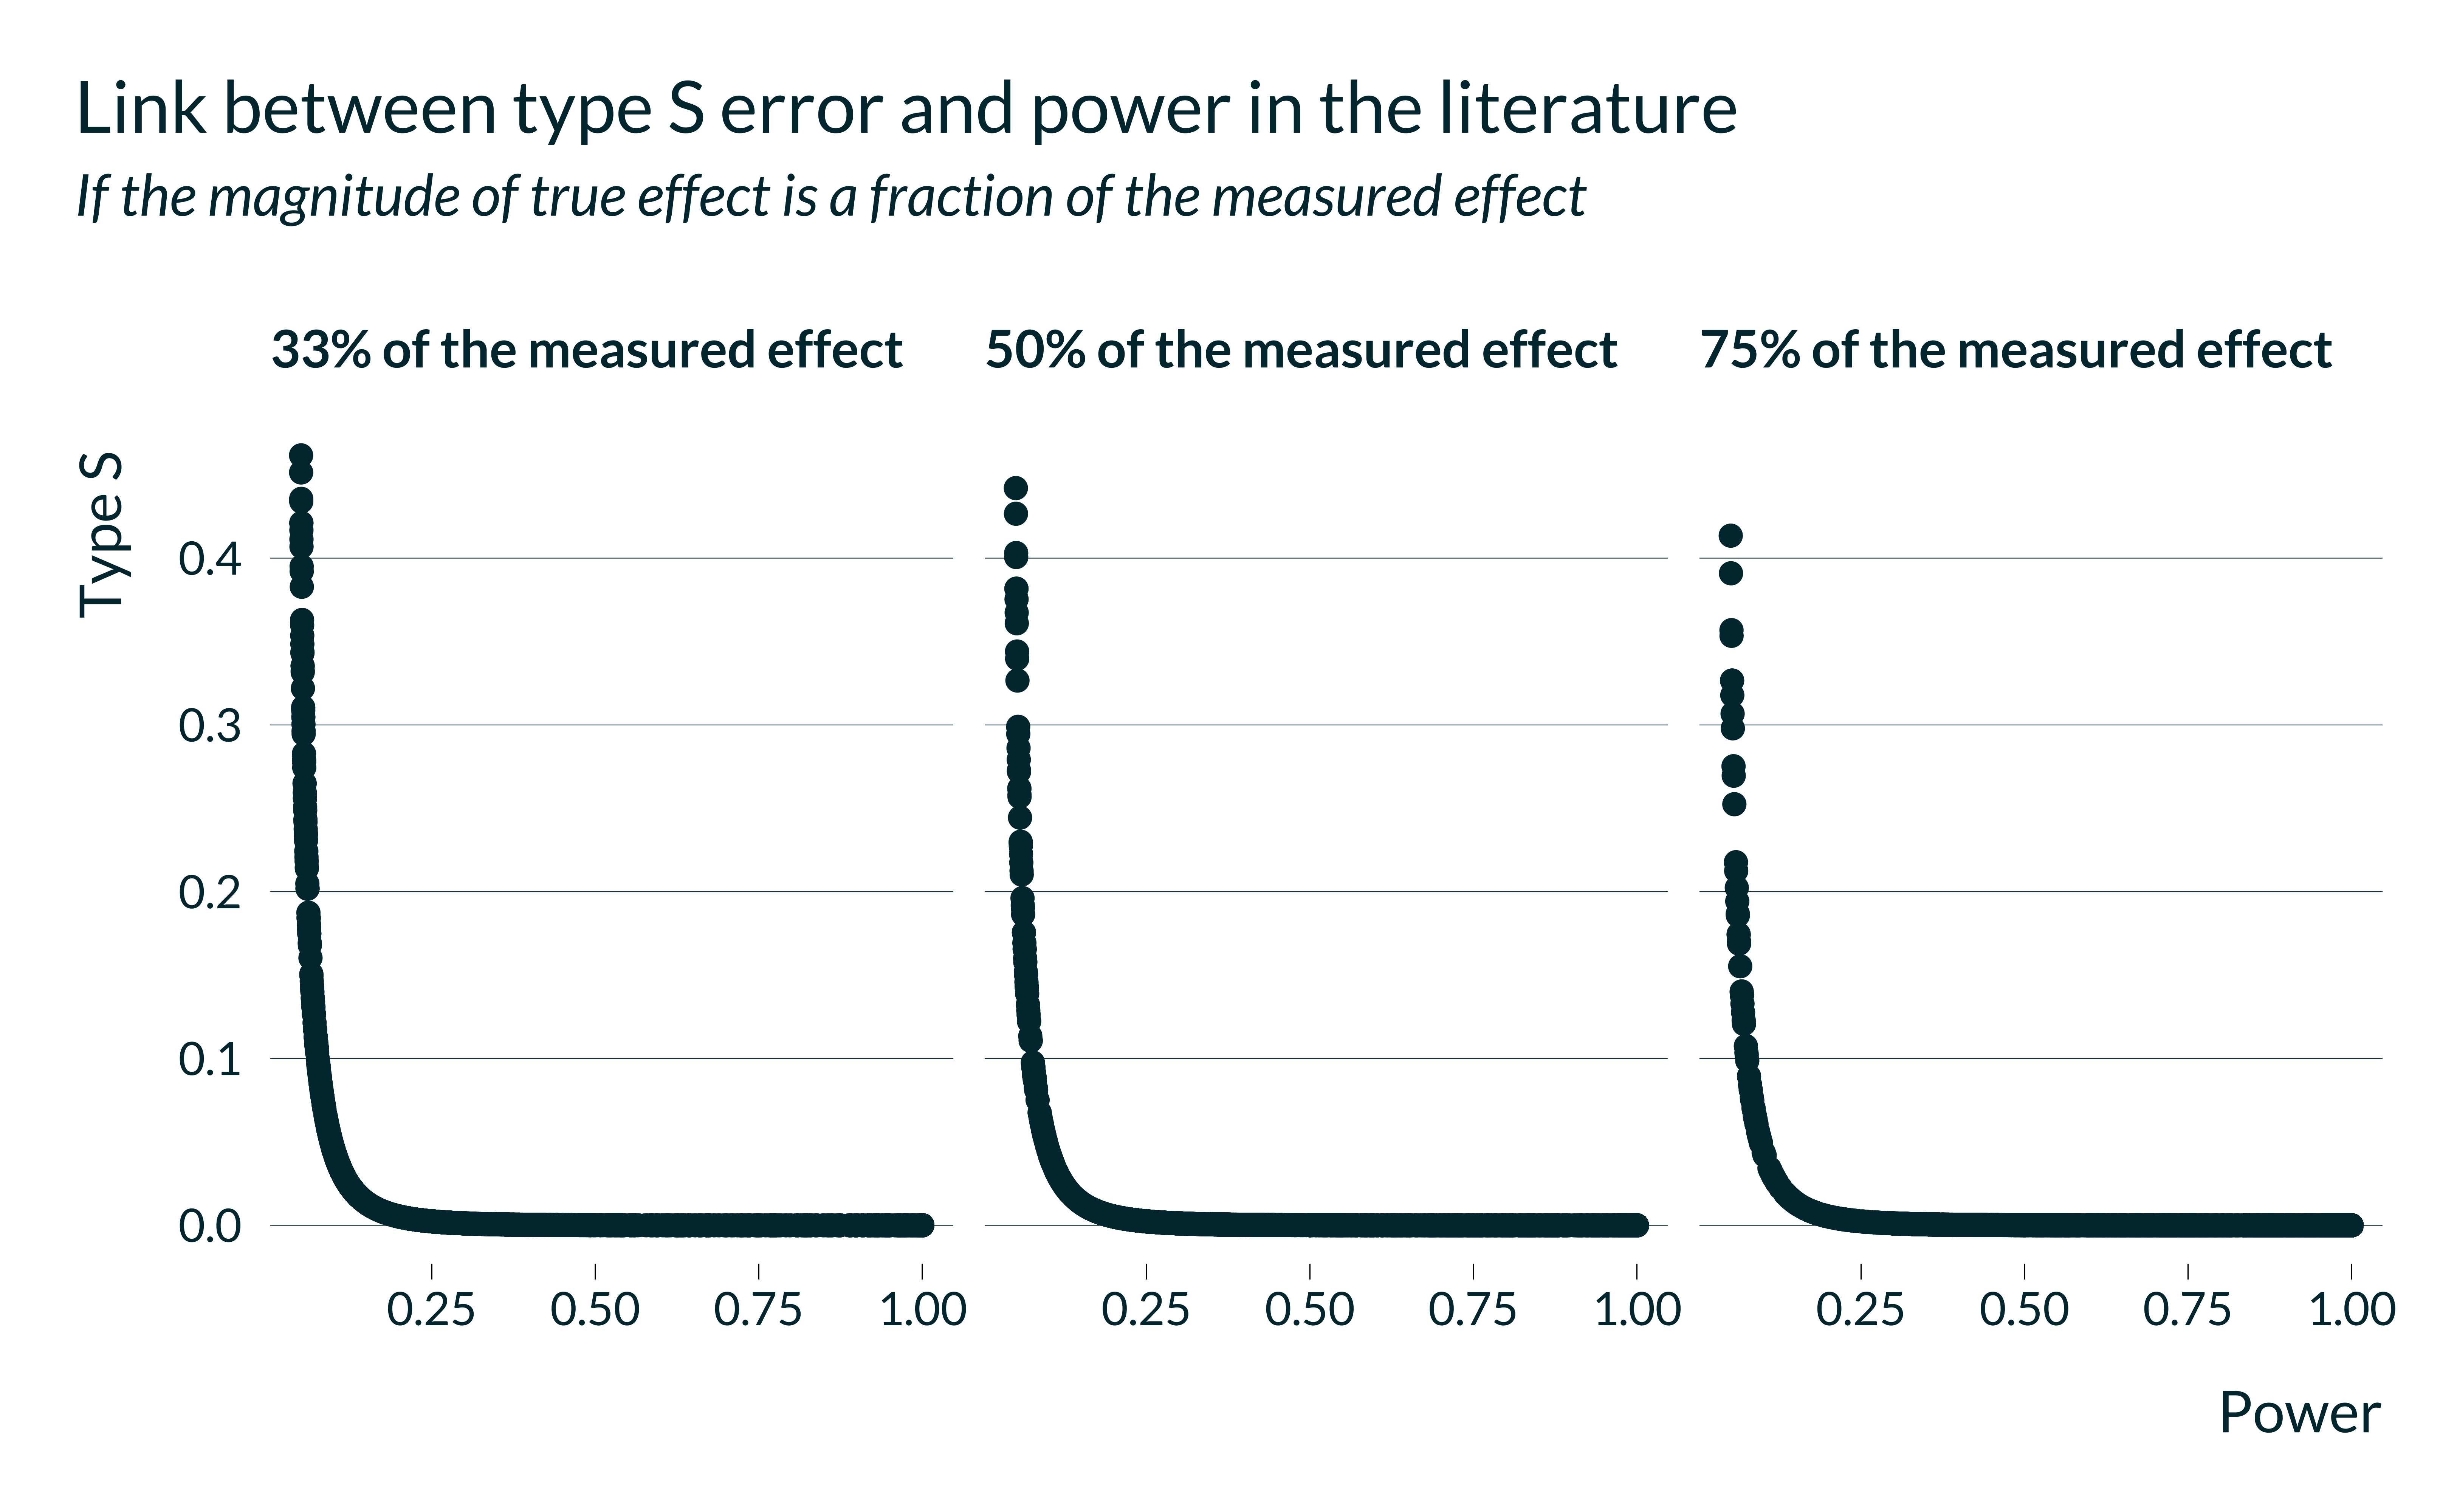 Link between type S error and power in the literature
If the magnitude of true effect is a fraction of the measured effect
33% of the measured effect 50% of the measured effect 75% of the measured effect
Type S
0.4
0.3
0.2
0.1
0.0
0.25 0.50 0.75 1.00 0.25 0.50 0.75 1.00 0.25 0.50 0.75 1.00
Power